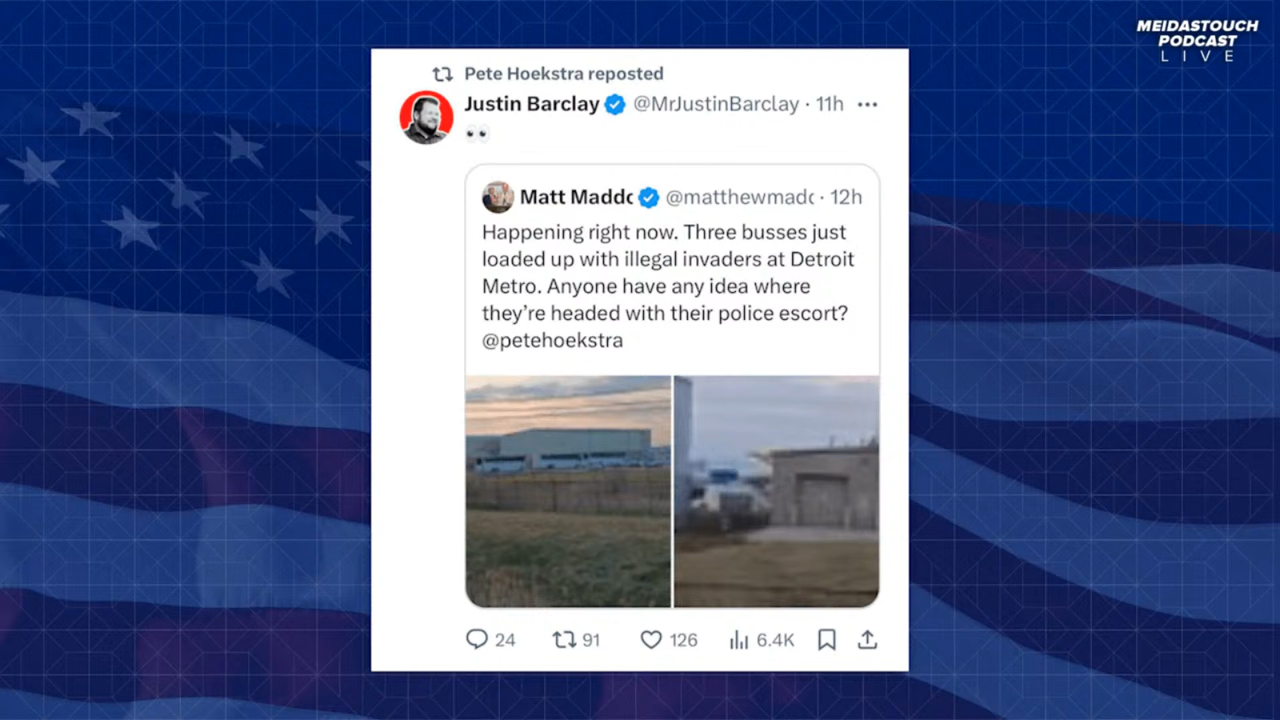 MEIDASTOUCH
PODCAST
LIVE
Pete Hoekstra reposted
Justin Barclay @MrJustinBarclay · 11h
👀
Matt Maddc @matthewmadc · 12h
Happening right now. Three busses just
loaded up with illegal invaders at Detroit
Metro. Anyone have any idea where
they're headed with their police escort?
@petehoekstra
24 91 126 6.4K